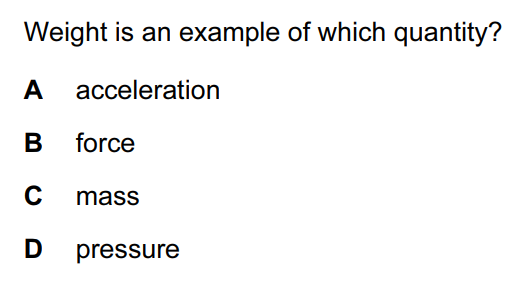 Weight is an example of which quantity?
A acceleration
B force
C mass
D pressure